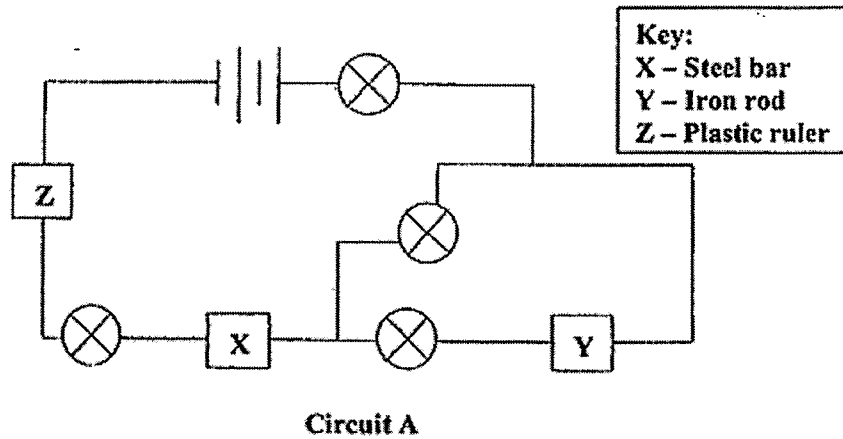 Key:
X – Steel bar
Y – Iron rod
Z – Plastic ruler
Z
X
Y
Circuit A